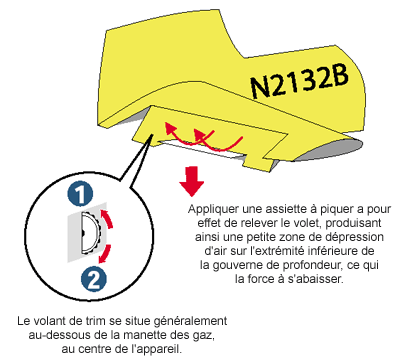 N2132B
1
2
Appliquer une assiette à piquer a pour
effet de relever le volet, produisant
ainsi une petite zone de dépression
d'air sur l'extrémité inférieure de
la gouverne de profondeur, ce qui
la force à s'abaisser.
Le volant de trim se situe généralement
au-dessous de la manette des gaz,
au centre de l'appareil.